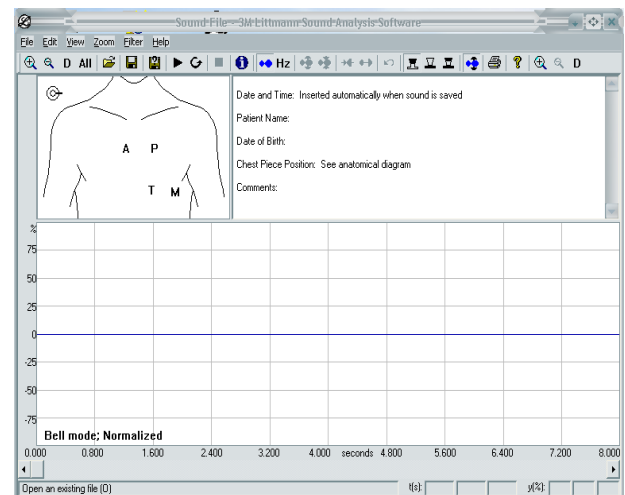 Sound File - 3M Littmann Sound Analysis Software
File Edit View Zoom Filter Help
D All Hz D
Date and Time: Inserted automatically when sound is saved
Patient Name:
Date of Birth:
Chest Piece Position: See anatomical diagram
Comments:
A P
T M
%
75
50
25
0
-25
-50
-75
Bell mode; Normalized
0.000 0.800 1.600 2.400 3.200 4.000 seconds 4.800 5.600 6.400 7.200 8.000
Open an existing file (O) t(s): y(%):